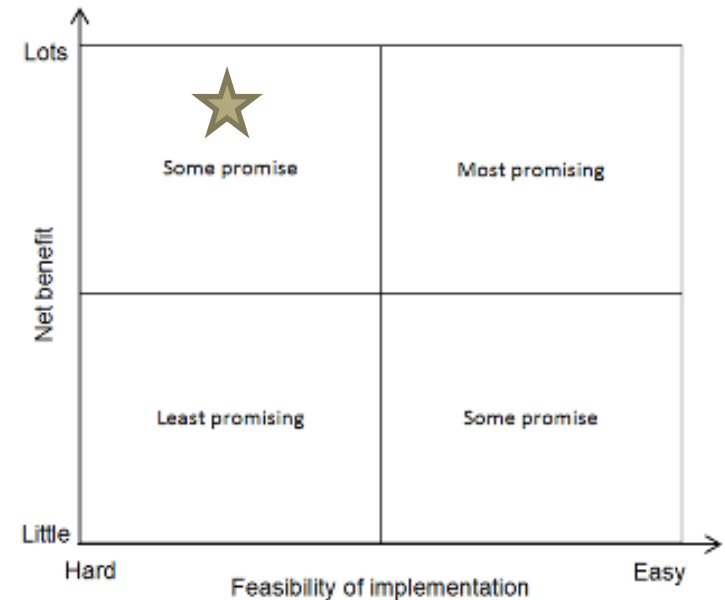 Lots
Some promise
Most promising
Net benefit
Least promising
Some promise
Little
Hard
Easy
Feasibility of implementation